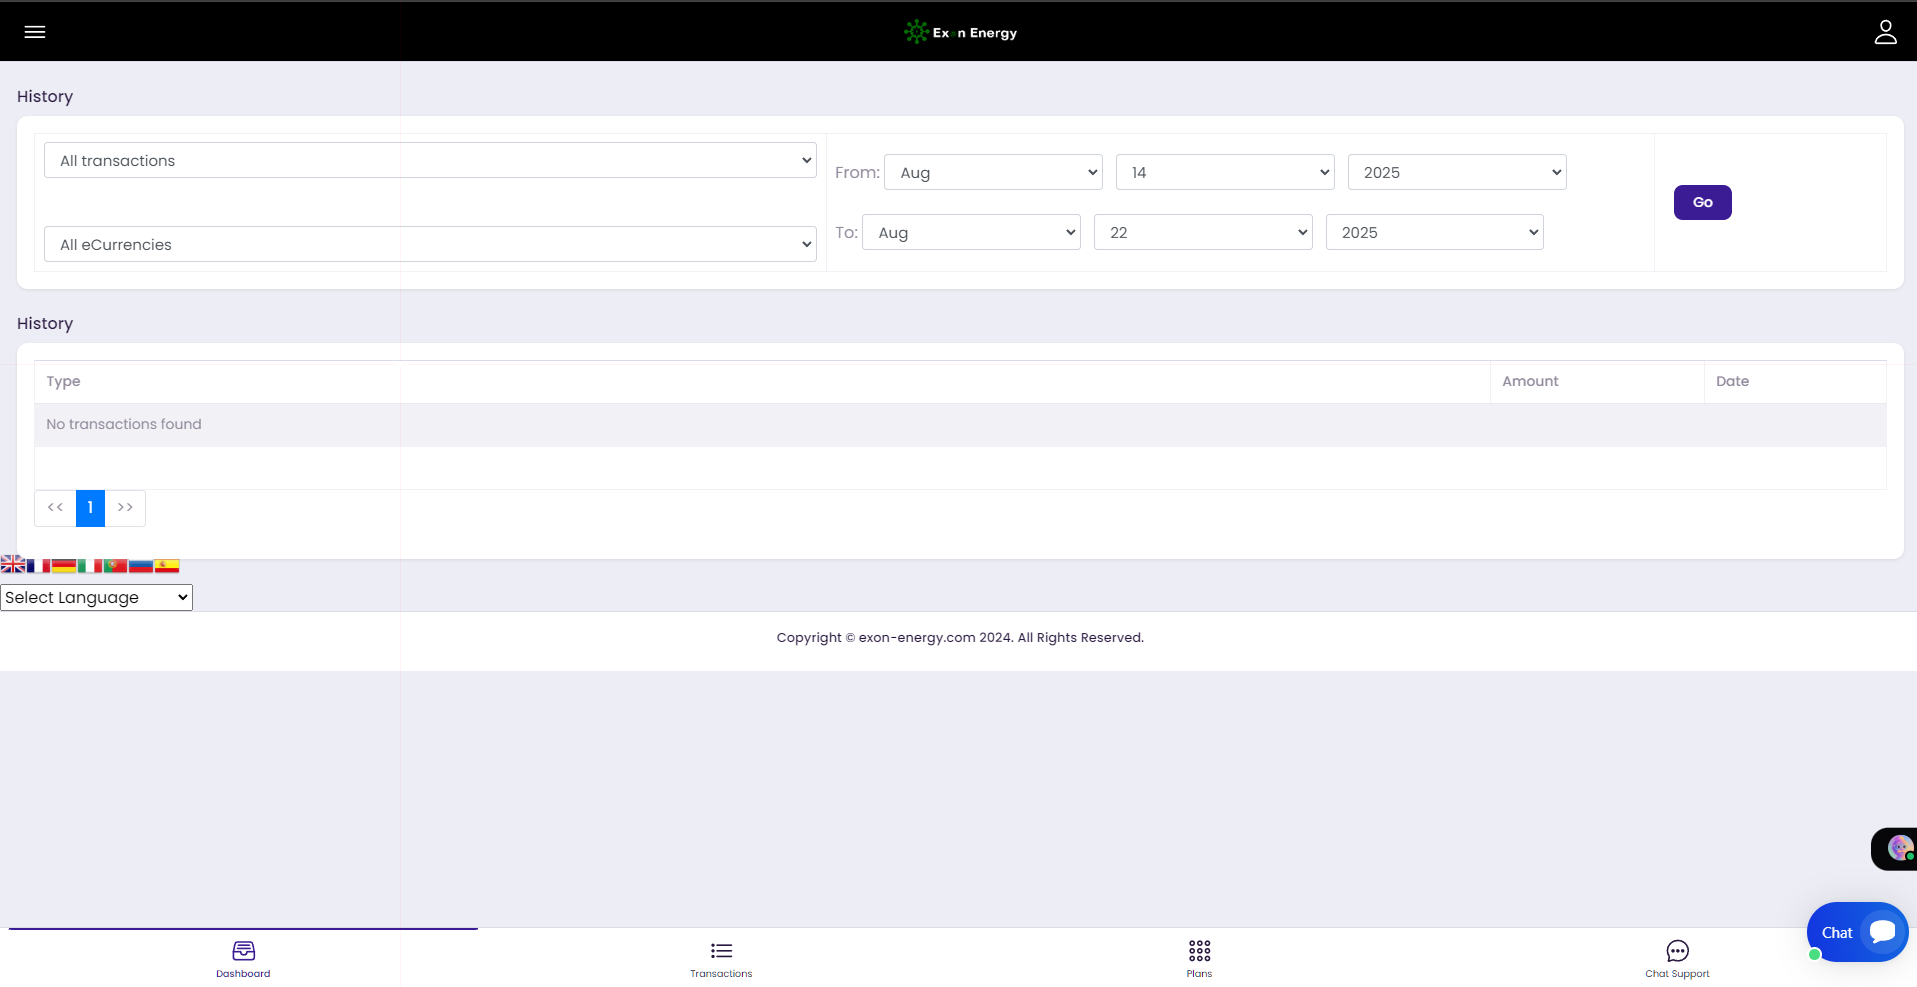 Exon Energy
History
All transactions
From: Aug 14 2025
Go
To: Aug 22 2025
All eCurrencies
History
Type Amount Date
No transactions found
<< 1 >>
Select Language
Copyright © exon-energy.com 2024. All Rights Reserved.
Chat
Dashboard Transactions Plans Chat Support